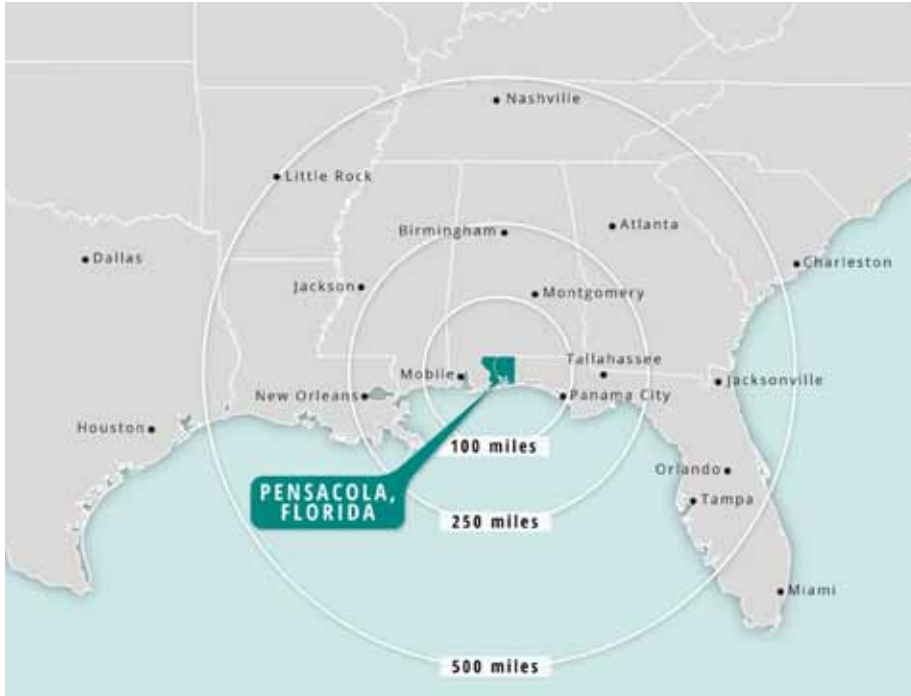 Nashville
Little Rock
Atlanta
Birmingham
Dallas
Charleston
Jackson
Montgomery
Tallahassee
Mobile
Jacksonville
New Orleans
Panama City
Houston
100 miles
Orlando
PENSACOLA,
FLORIDA
Tampa
250 miles
Miami
500 miles